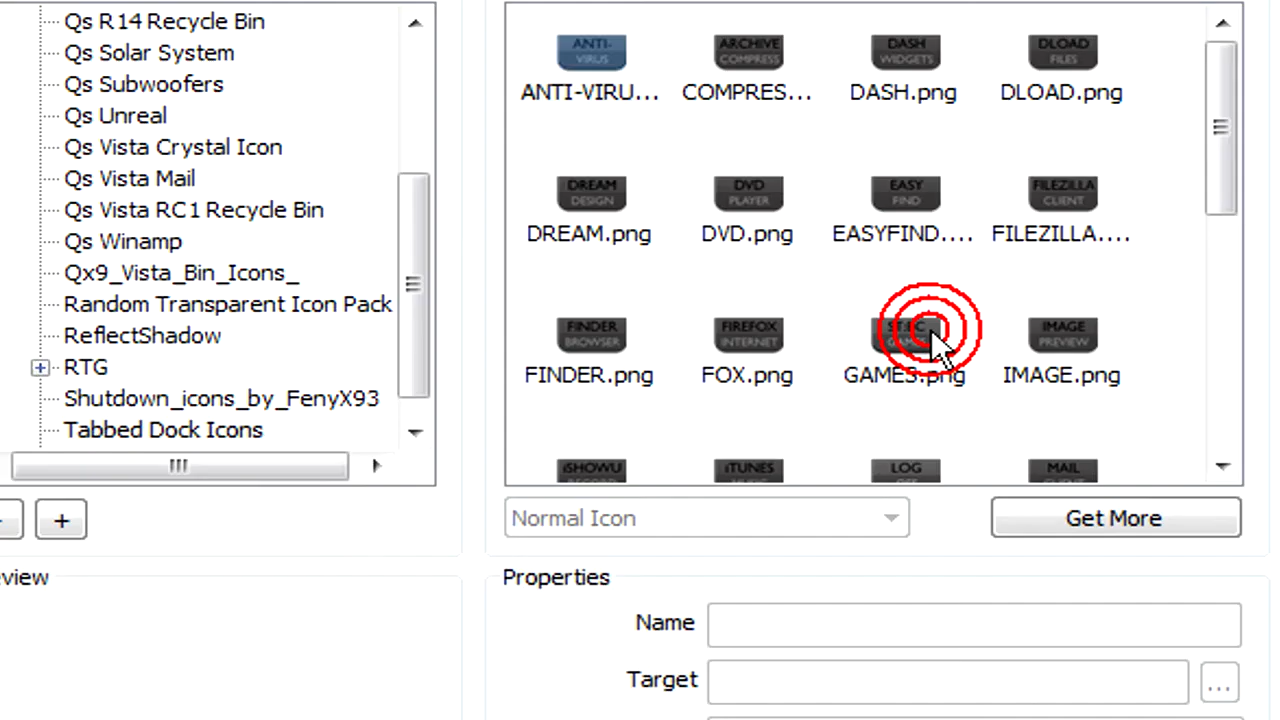 Qs R14 Recycle Bin
Qs Solar System
Qs Subwoofers
Qs Unreal
Qs Vista Crystal Icon
Qs Vista Mail
Qs Vista RC1 Recycle Bin
Qs Winamp
Qx9_Vista_Bin_Icons_
Random Transparent Icon Pack
ReflectShadow
RTG
Shutdown_icons_by_FenyX93
Tabbed Dock Icons
ANTI-
VIRUS
ARCHIVE
COMPRESS
DASH
WIDGETS
DLOAD
FILES
ANTI-VIRU...
COMPRES...
DASH.png
DLOAD.png
DREAM
DESIGN
DVD
PLAYER
EASY
FIND
FILEZILLA
CLIENT
DREAM.png
DVD.png
EASYFIND....
FILEZILLA....
FINDER
BROWSER
FIREFOX
INTERNET
IMAGE
PREVIEW
FINDER.png
FOX.png
GAMES.png
IMAGE.png
iSHOWU
iTUNES
LOG
MAIL
Normal Icon
Get More
eview
Properties
Name
Target
...